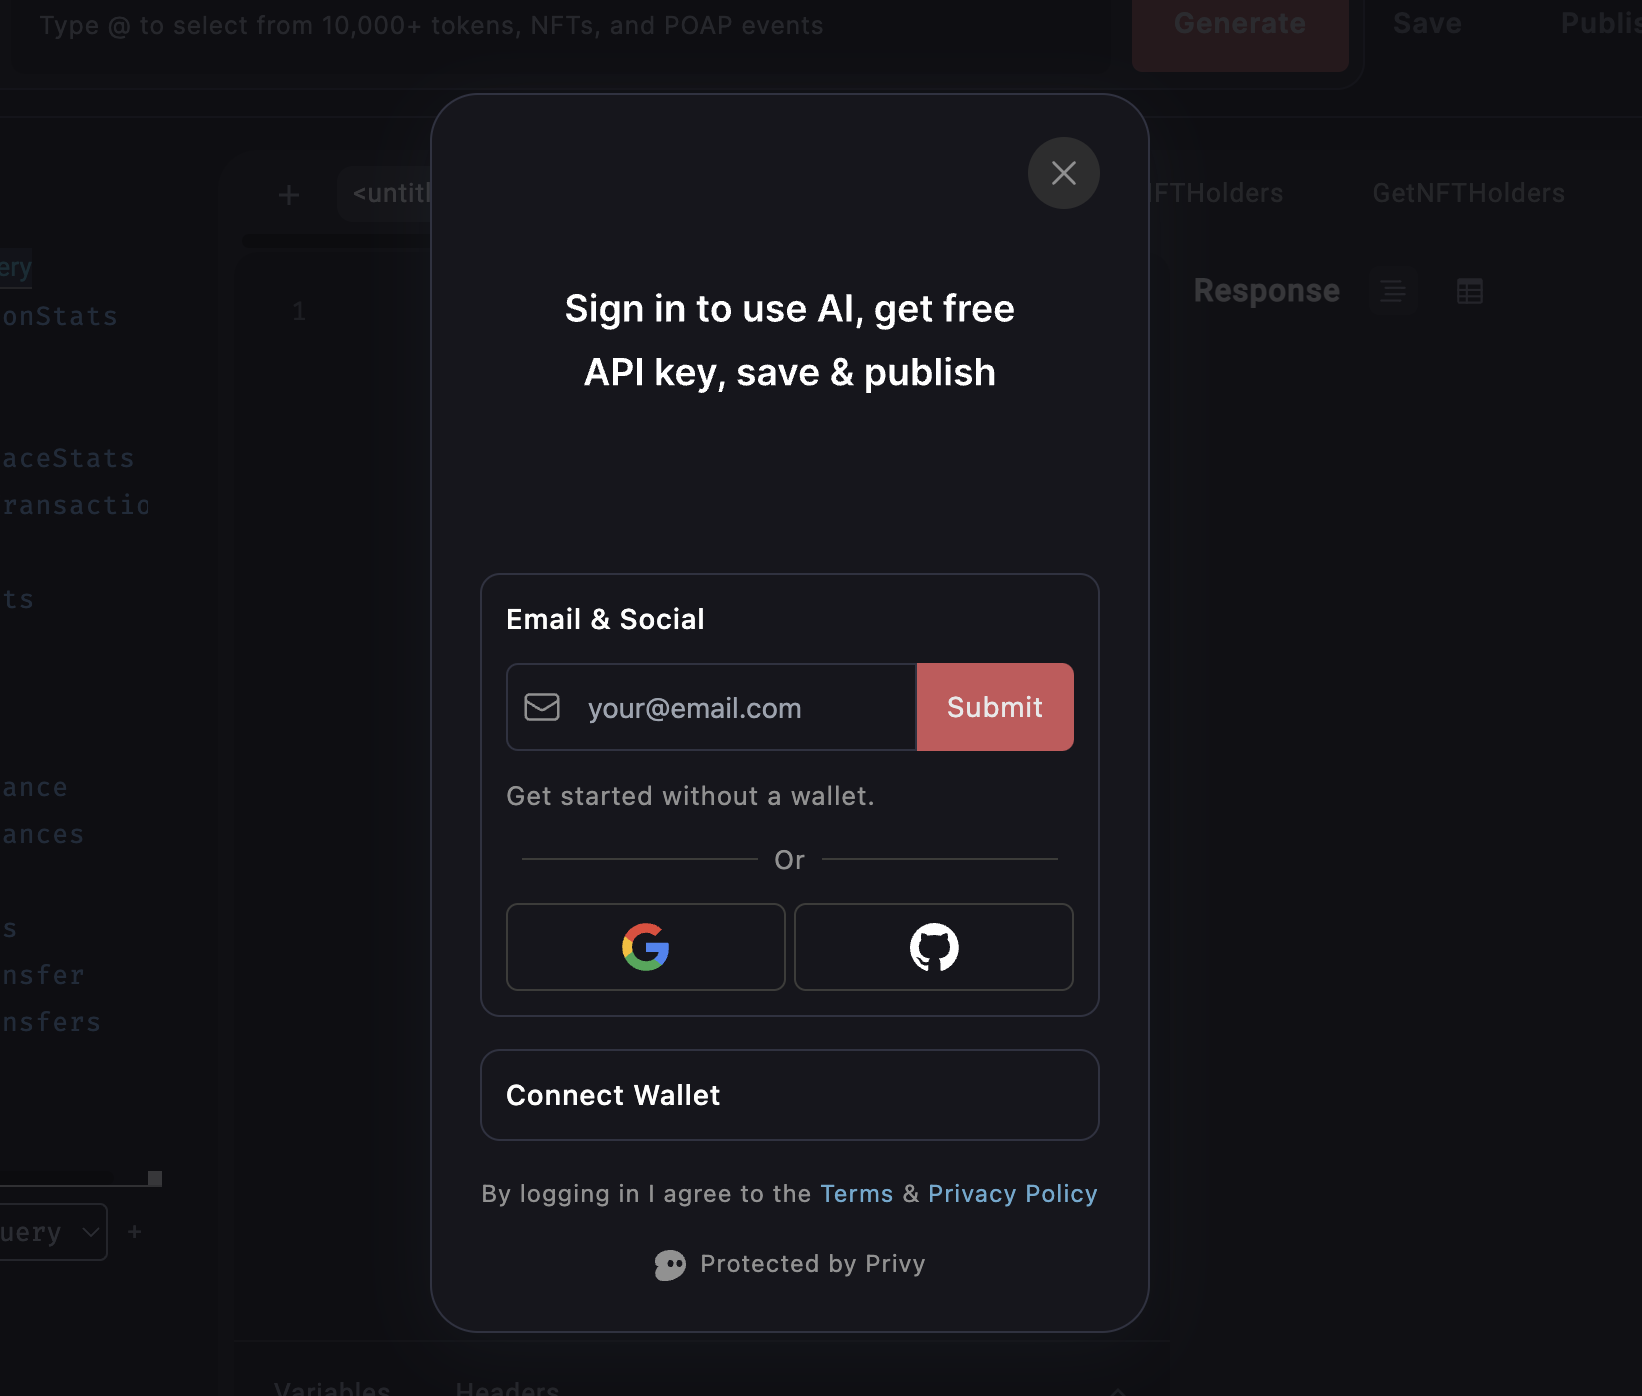 Type @ to select from 10,000+ tokens, NFTs, and POAP events
Generate
Save
Publis
+
<untitl
FTHolders
GetNFTHolders
ery
onStats
aceStats
ransactio
ts
ance
ances
s
nsfer
nsfers
uery
+
1
Response
Sign in to use AI, get free
API key, save & publish
Email & Social
your@email.com
Submit
Get started without a wallet.
Or
Connect Wallet
By logging in I agree to the Terms & Privacy Policy
Protected by Privy
Variables
Headers